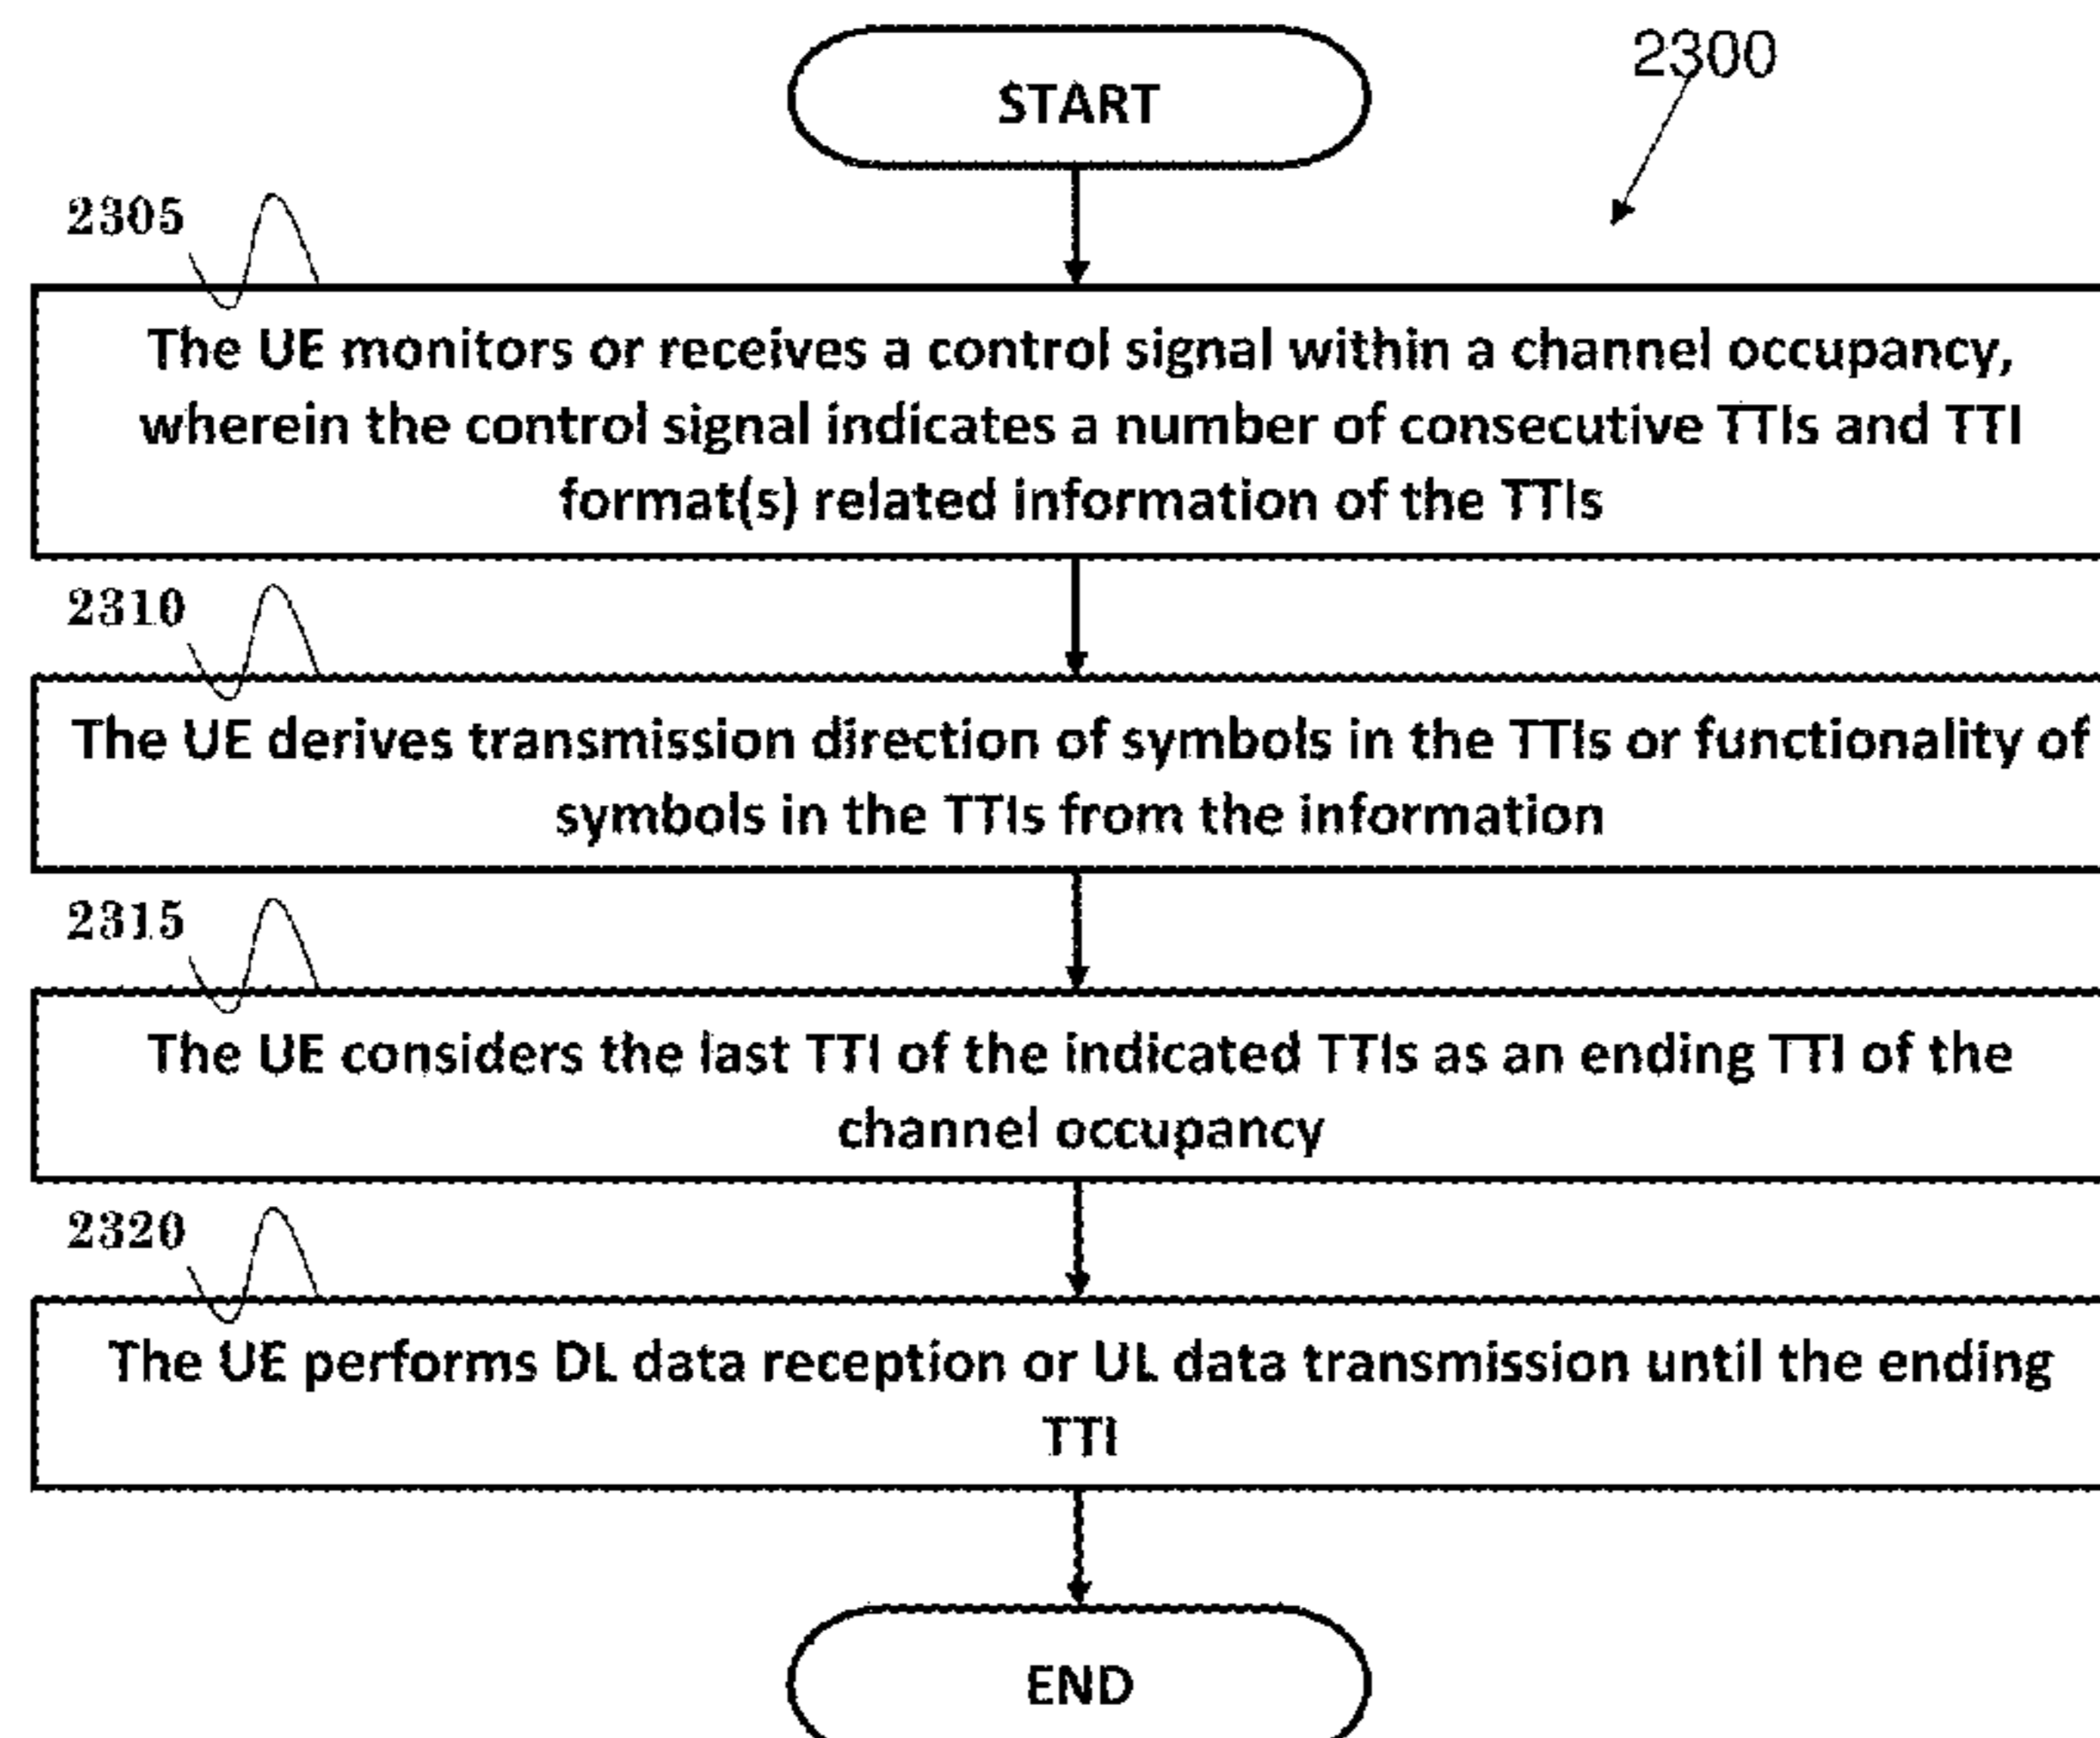 START
2300
2305
The UE monitors or receives a control signal within a channel occupancy,
wherein the control signal indicates a number of consecutive TTIs and TTI
format(s) related information of the TTIs
2310
The UE derives transmission direction of symbols in the TTIs or functionality of
symbols in the TTIs from the information
2315
The UE considers the last TTI of the indicated TTIs as an ending TTI of the
channel occupancy
2320
The UE performs DL data reception or UL data transmission until the ending
TTI
END